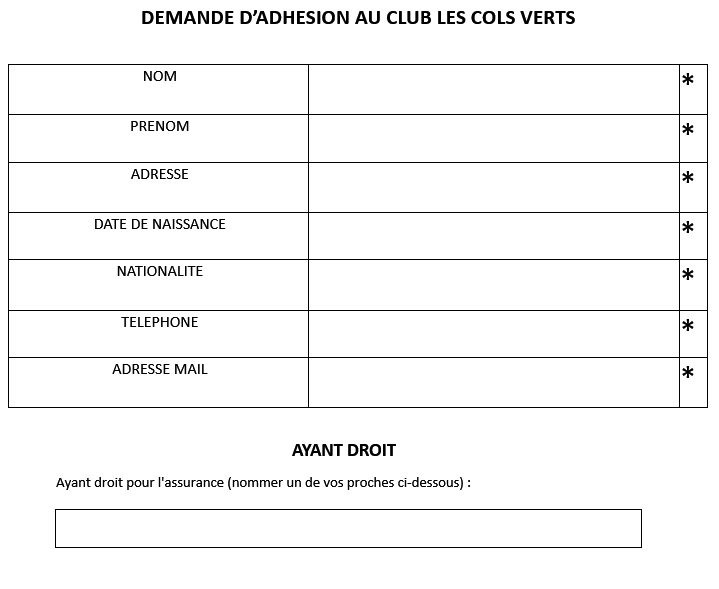 DEMANDE D’ADHESION AU CLUB LES COLS VERTS
NOM *
PRENOM *
ADRESSE *
DATE DE NAISSANCE *
NATIONALITE *
TELEPHONE *
ADRESSE MAIL *
AYANT DROIT
Ayant droit pour l'assurance (nommer un de vos proches ci-dessous) :